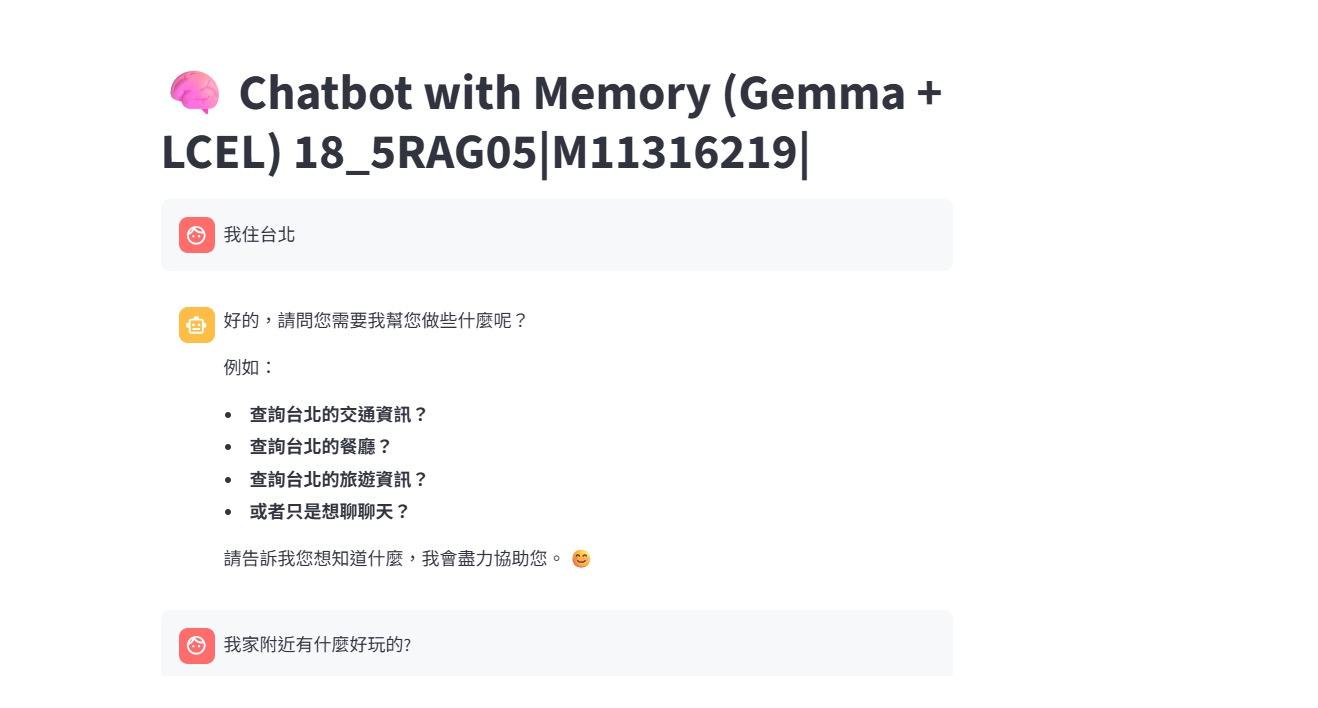 🧠 Chatbot with Memory (Gemma +
LCEL) 18_5RAG05|M11316219|
我住台北
好的，請問您需要我幫您做些什麼呢？
例如：
• 查詢台北的交通資訊？
• 查詢台北的餐廳？
• 查詢台北的旅遊資訊？
• 或者只是想聊聊天？
請告訴我您想知道什麼，我會盡力協助您。 😊
我家附近有什麼好玩的?